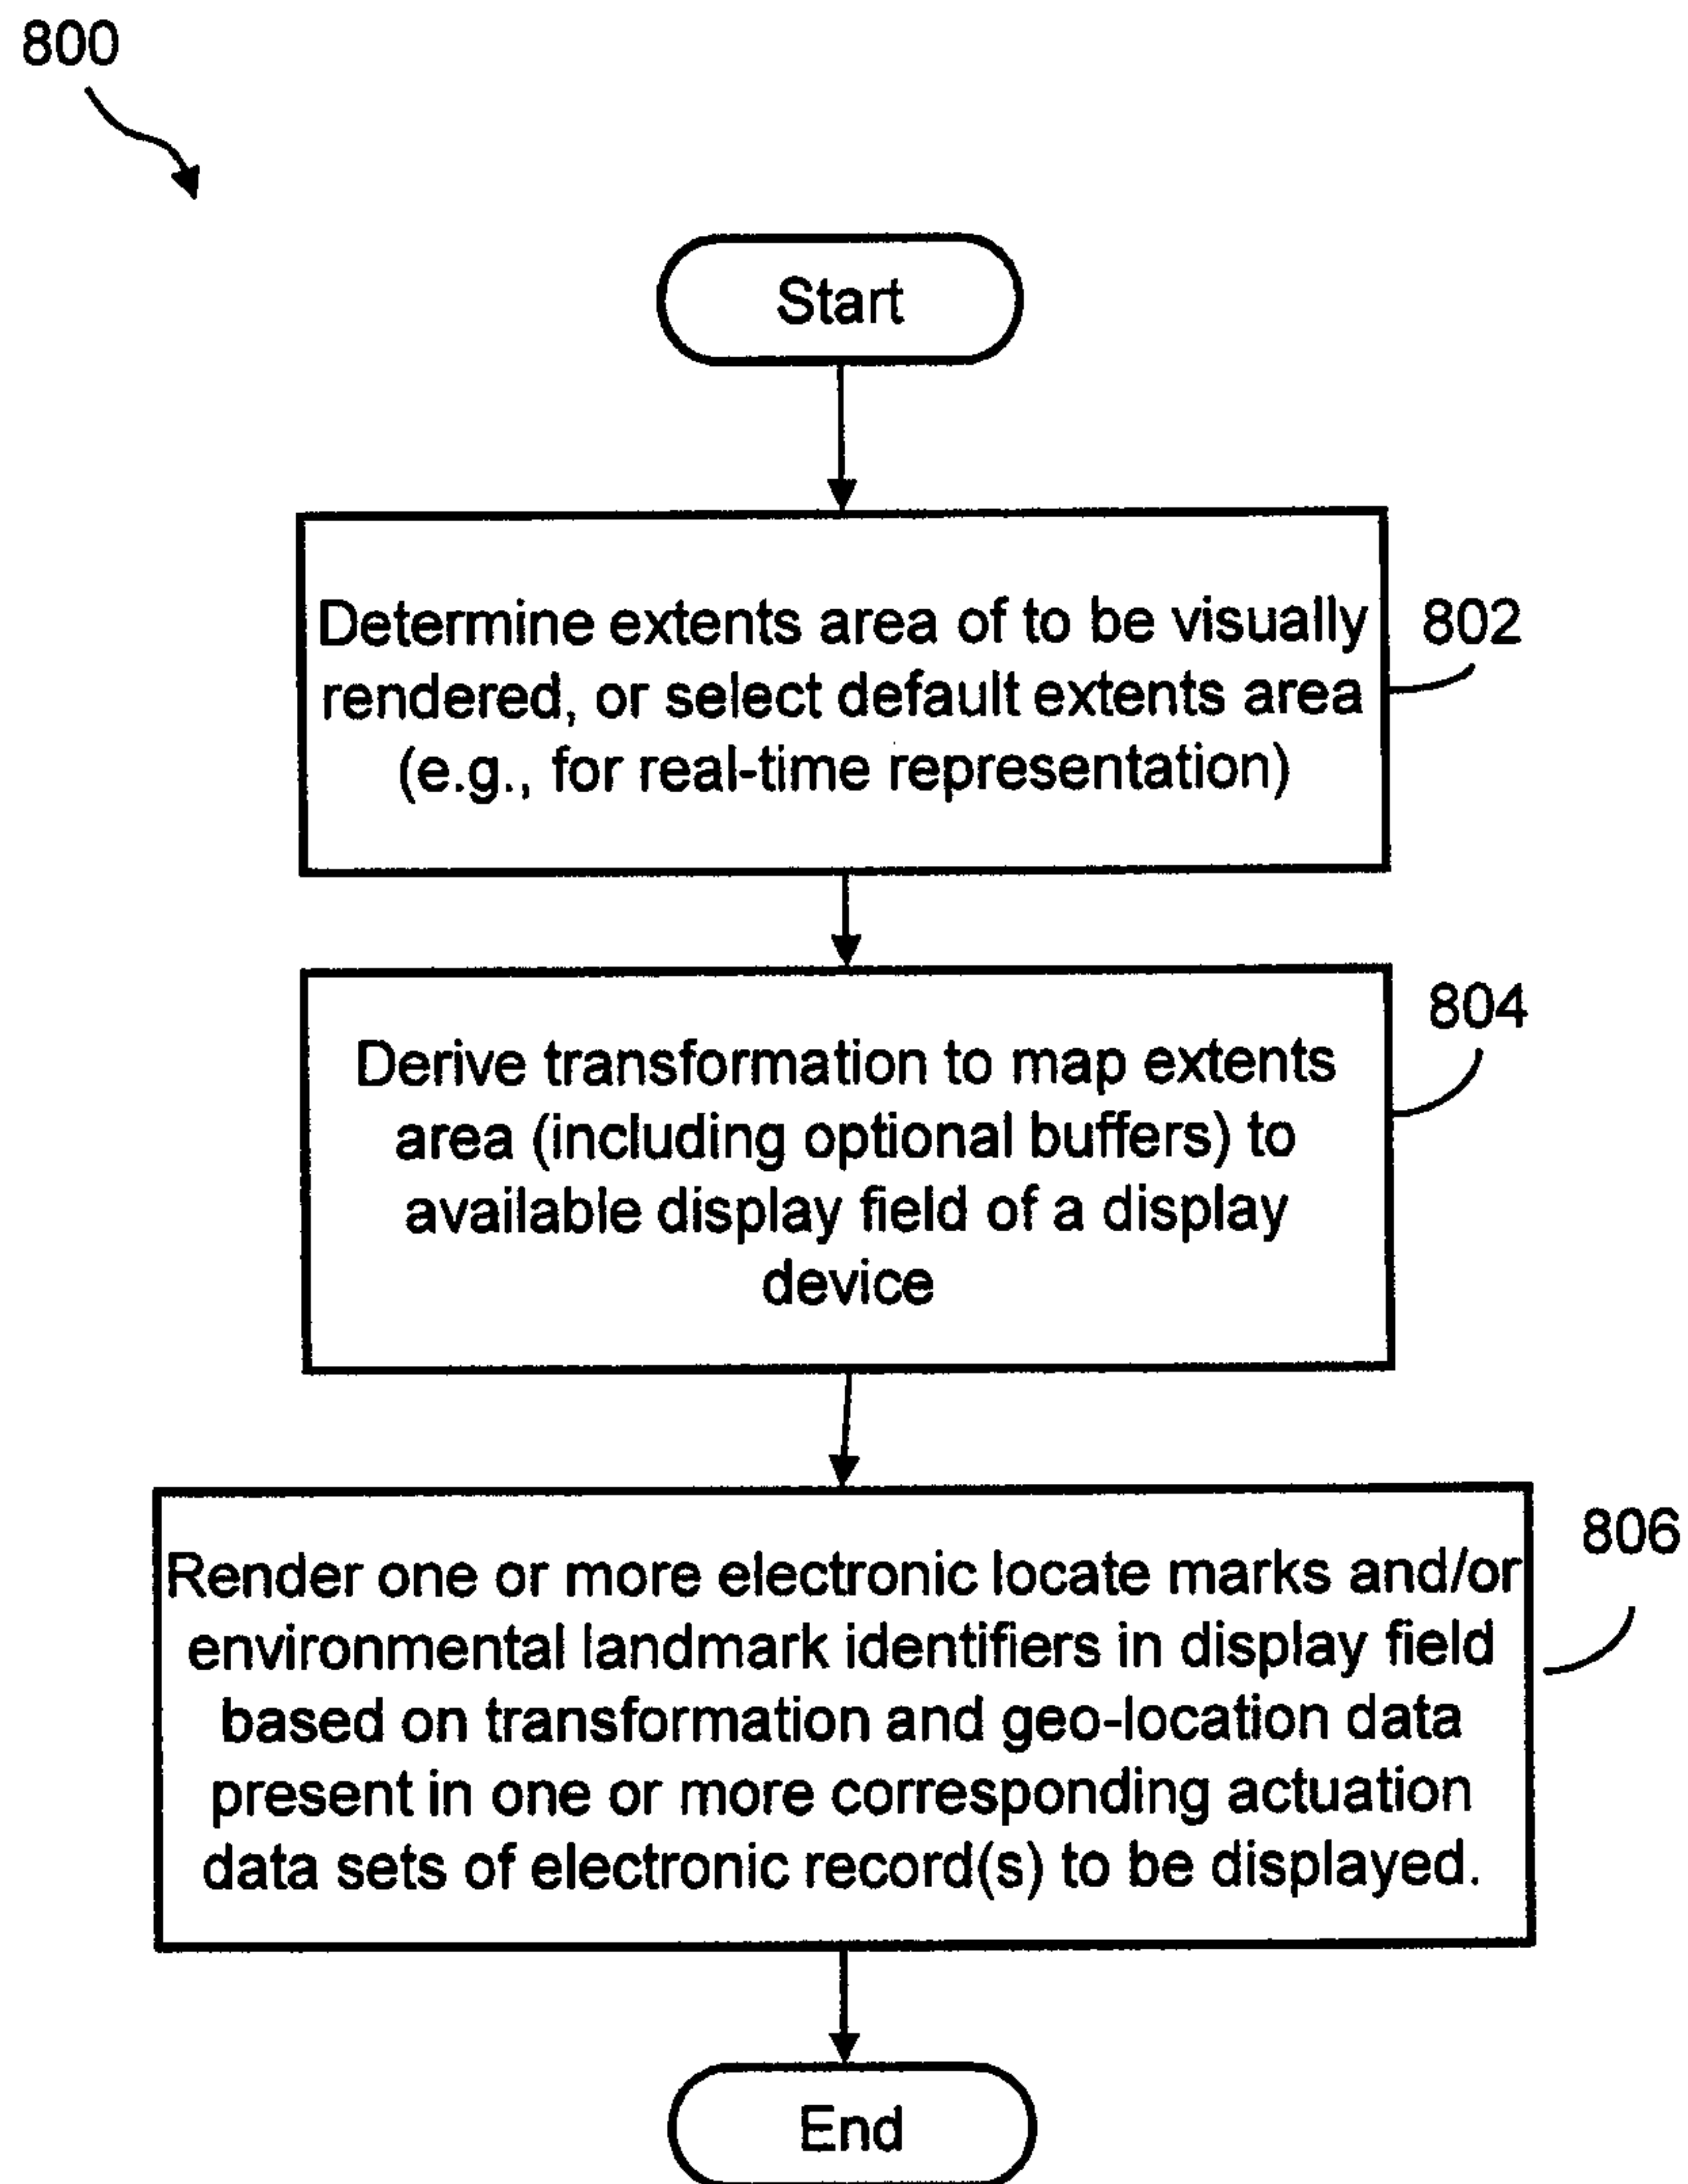 800
Start
Determine extents area of to be visually
rendered, or select default extents area
(e.g., for real-time representation)
802
Derive transformation to map extents
area (including optional buffers) to
available display field of a display
device
804
Render one or more electronic locate marks and/or
environmental landmark identifiers in display field
based on transformation and geo-location data
present in one or more corresponding actuation
data sets of electronic record(s) to be displayed.
806
End